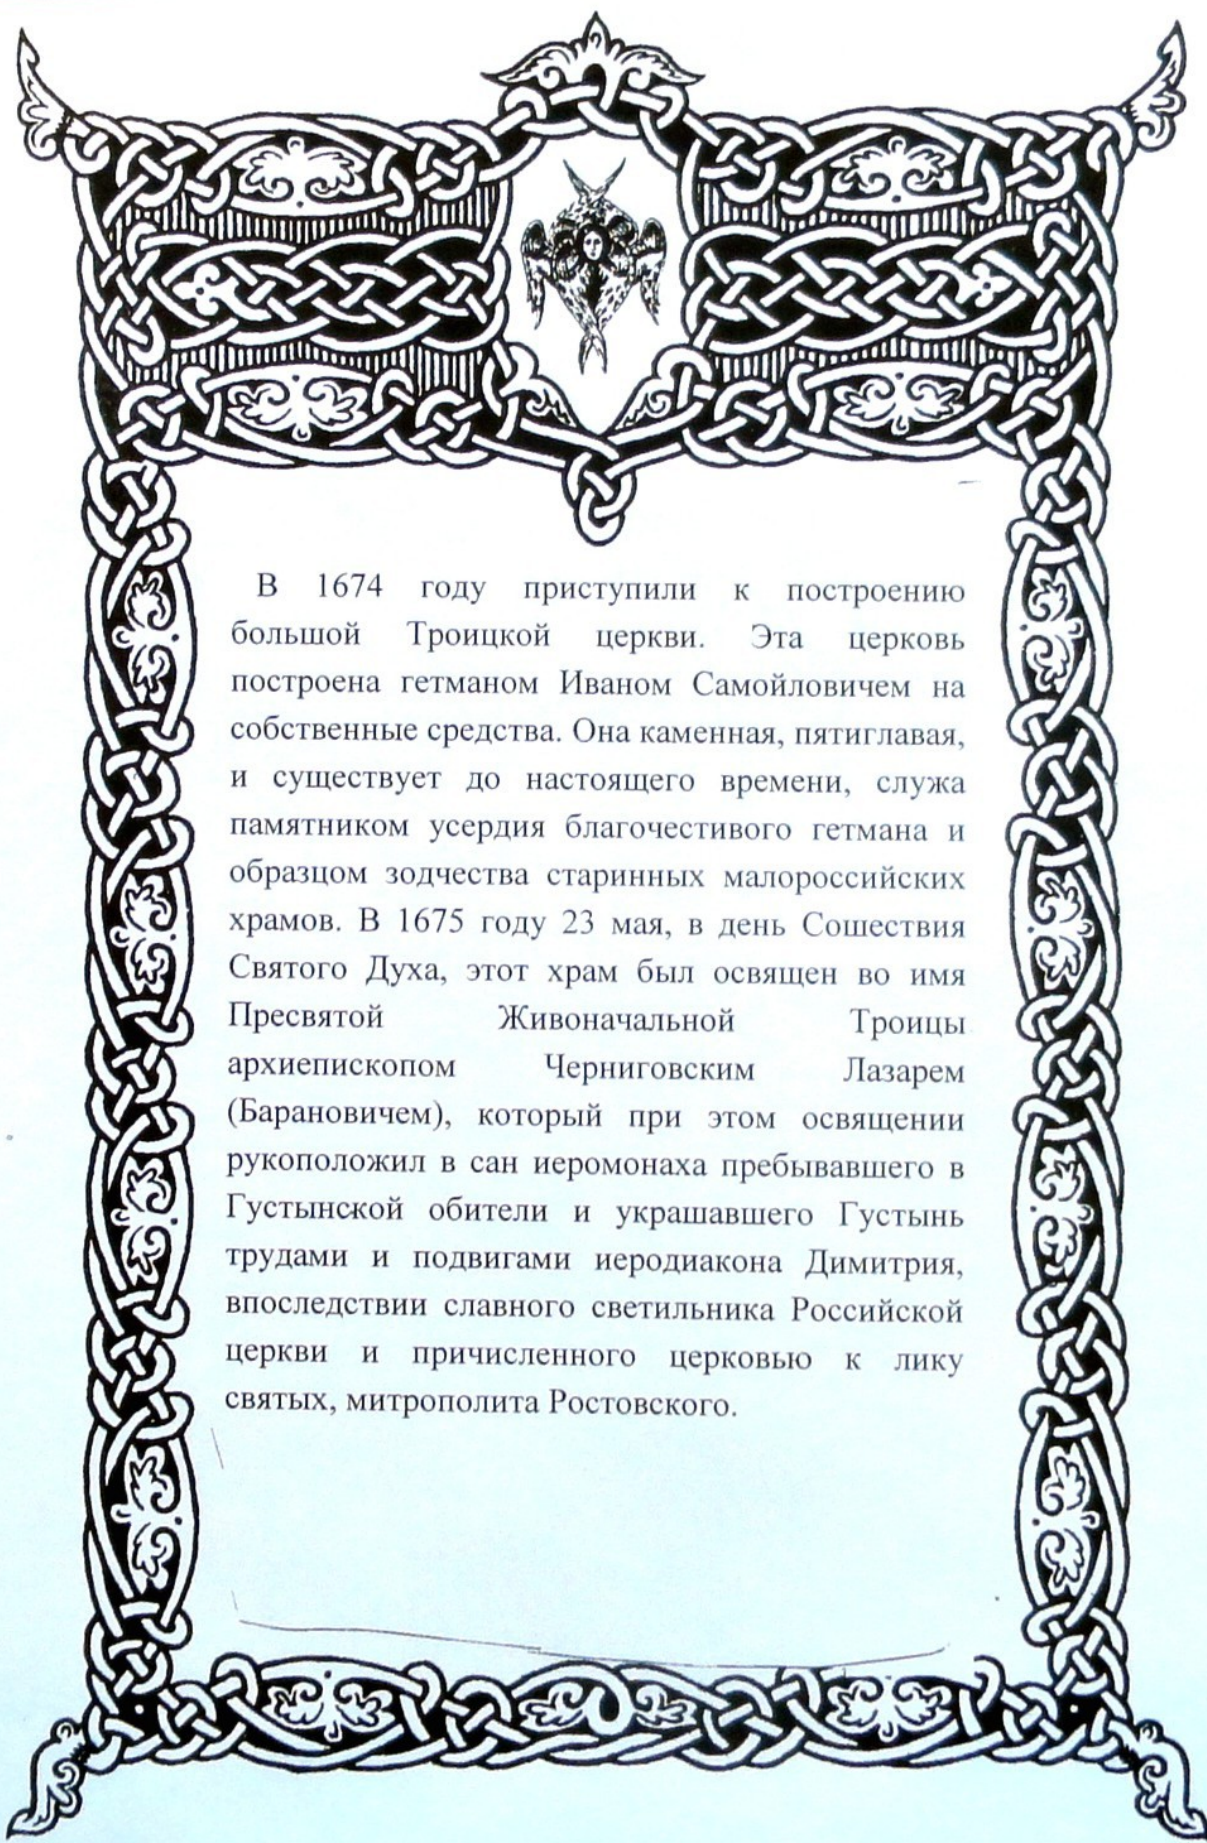 В 1674 году приступили к построению
большой Троицкой церкви. Эта церковь
построена гетманом Иваном Самойловичем на
собственные средства. Она каменная, пятиглавая,
и существует до настоящего времени, служа
памятником усердия благочестивого гетмана и
образцом зодчества старинных малороссийских
храмов. В 1675 году 23 мая, в день Сошествия
Святого Духа, этот храм был освящен во имя
Пресвятой Живоначальной Троицы
архиепископом Черниговским Лазарем
(Барановичем), который при этом освящении
рукоположил в сан иеромонаха пребывавшего в
Густынской обители и украшавшего Густынь
трудами и подвигами иеродиакона Димитрия,
впоследствии славного светильника Российской
церкви и причисленного церковью к лику
святых, митрополита Ростовского.